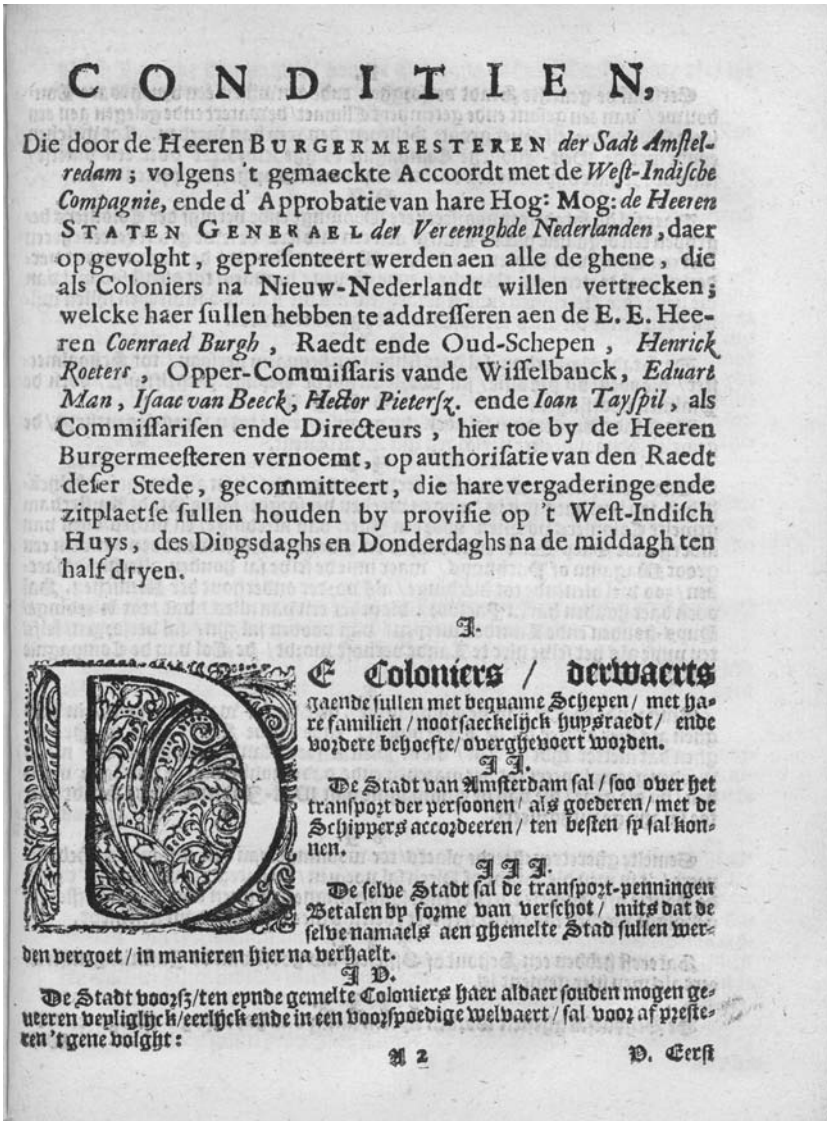 CONDITIEN,
Die door de Heeren BURGERMEESTEREN der Sadt Amſtel-
redam; volgens 't gemaeckte Accoordt met de Weſt-Indiſche
Compagnie, ende d' Approbatie van hare Hog: Mog: de Heeren
STATEN GENERAEL der Vereenighde Nederlanden, daer
op gevolght, gepreſenteert werden aen alle de ghene, die
als Coloniers na Nieuw-Nederlandt willen vertrecken;
welcke haer ſullen hebben te addreſſeren aen de E. E. Hee-
ren Coenraed Burgh, Raedt ende Oud-Schepen, Henrick
Roeters, Opper-Commiſſaris vande Wiſſelbanck, Eduart
Man, Iſaac van Beeck, Hector Pieterſz. ende Ioan Tayſpil, als
Commiſſariſen ende Directeurs, hier toe by de Heeren
Burgermeeſteren vernoemt, op authoriſatie van den Raedt
deſer Stede, gecommitteert, die hare vergaderinge ende
zitplaetſe ſullen houden by proviſie op 't Weſt-Indiſch
Huys, des Dingsdaghs en Donderdaghs na de middagh ten
half dryen.
I.
DE Coloniers / derwaerts
gaende ſullen met bequame Schepen / met ha-
re familien / nootſaeckelijck huyſraedt / ende
vordere behoefte / overghevoert worden.
II.
De Stadt van Amſterdam ſal / ſoo over het
transport der perſoonen / als goederen / met de
Schippers accordeeren / ten beſten ſy ſal kon-
nen.
III.
De ſelve Stadt ſal de transport-penningen
Betalen by forme van verſchot / mits dat de
ſelve namaels aen ghemelte Stad ſullen wer-
den vergoet / in manieren hier na verhaelt.
IV.
De Stadt voorſz / ten eynde gemelte Coloniers haer aldaer ſouden mogen ge-
neeren veyliglijck / eerlijck ende in een voorſpoedige welvaert / ſal voor af preſte-
ren 't gene volght:
A 2 V. Eerſt